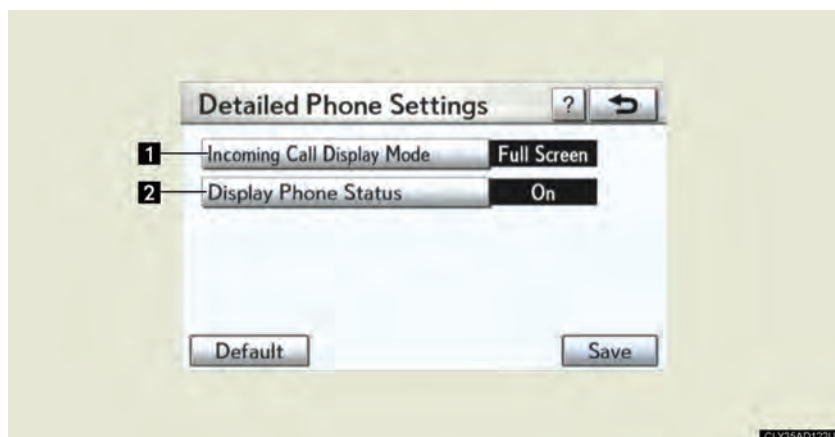 Detailed Phone Settings ?
1 Incoming Call Display Mode Full Screen
2 Display Phone Status On
Default Save